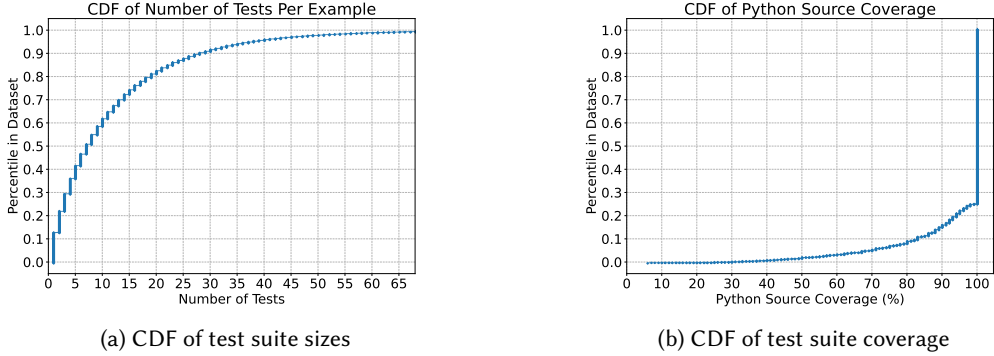 CDF of Number of Tests Per Example
Percentile in Dataset
1.0
0.9
0.8
0.7
0.6
0.5
0.4
0.3
0.2
0.1
0.0
0 5 10 15 20 25 30 35 40 45 50 55 60 65
Number of Tests
(a) CDF of test suite sizes
CDF of Python Source Coverage
Percentile in Dataset
1.0
0.9
0.8
0.7
0.6
0.5
0.4
0.3
0.2
0.1
0.0
0 10 20 30 40 50 60 70 80 90 100
Python Source Coverage (%)
(b) CDF of test suite coverage